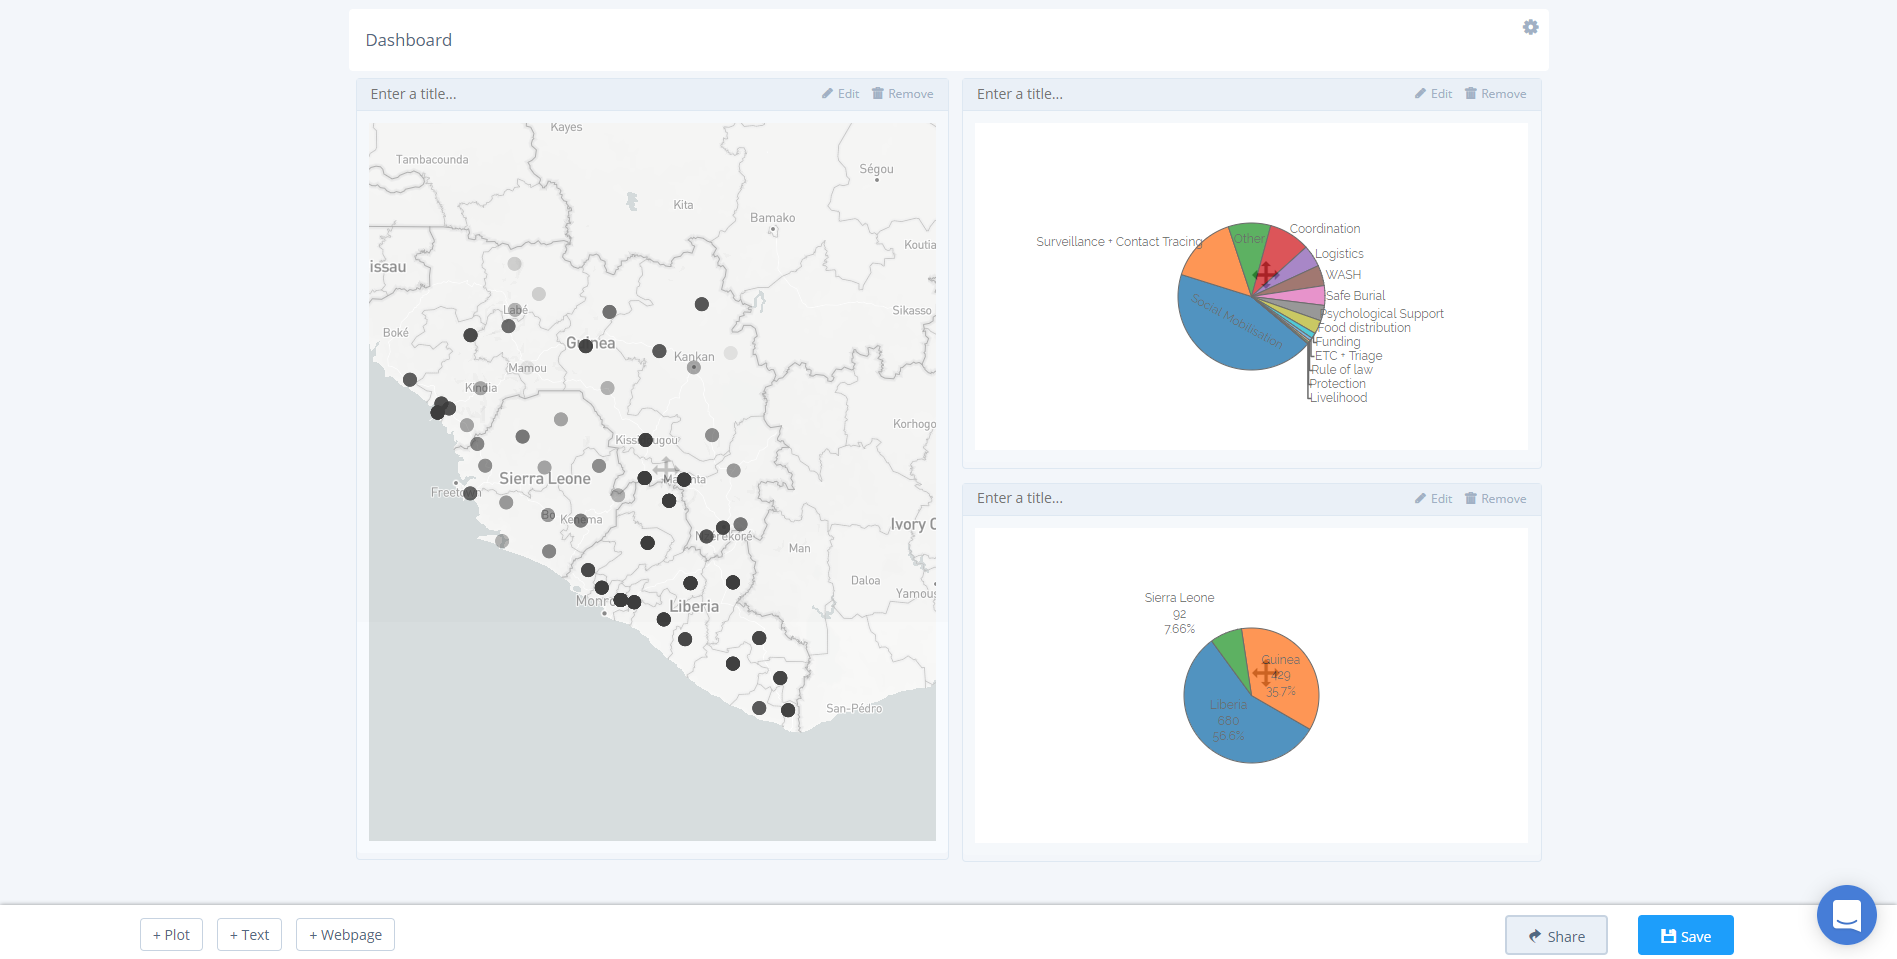 Dashboard
Enter a title...
Edit
Remove
Kayes
Tambacounda
Ségou
Kita
Bamako
Koutia
issau
Labé
Sikasso
Boké
Guinea
Kankan
Mamou
Kindia
Korhogo
Kissidougou
Sierra Leone
Macenta
Freetown
Bo
Kenema
Ivory C
Nzérékoré
Man
Daloa
Yamous
Monro
Liberia
San-Pédro
Enter a title...
Edit
Remove
Coordination
Other
Surveillance + Contact Tracing
Logistics
WASH
Safe Burial
Social Mobilisation
Psychological Support
Food distribution
Funding
ETC + Triage
Rule of law
Protection
Livelihood
Enter a title...
Edit
Remove
Sierra Leone
92
7.66%
Guinea
429
35.7%
Liberia
680
56.6%
+ Plot
+ Text
+ Webpage
Share
Save